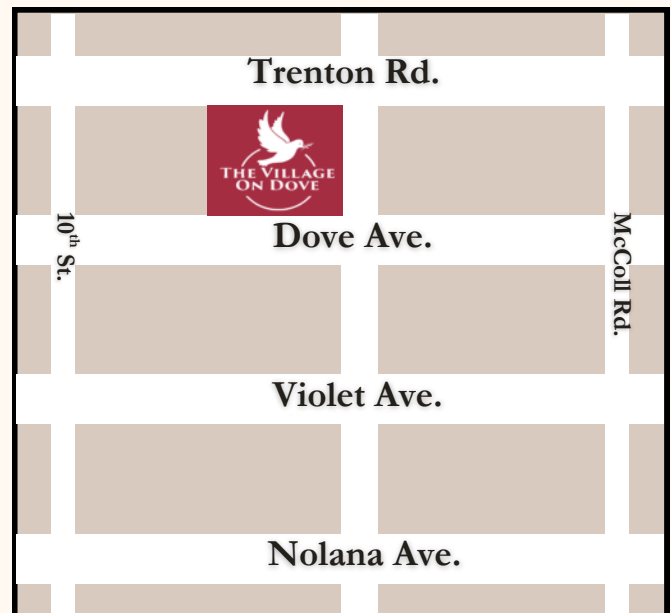 Trenton Rd.
THE VILLAGE
ON DOVE
10th St.
Dove Ave.
McColl Rd.
Violet Ave.
Nolana Ave.